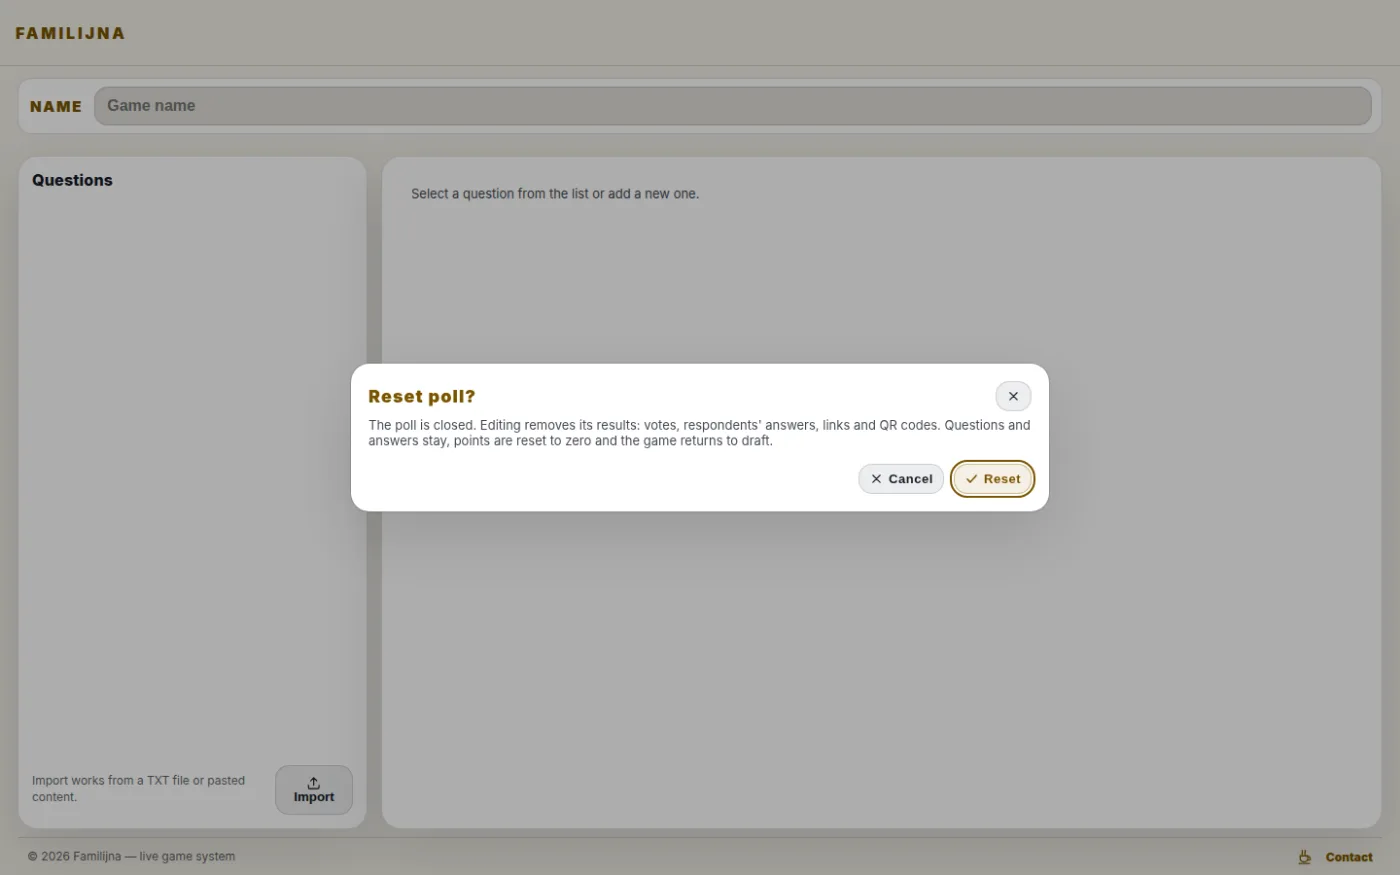 FAMILIJNA
NAME
Game name
Questions
Select a question from the list or add a new one.
Reset poll?
The poll is closed. Editing removes its results: votes, respondents' answers, links and QR codes. Questions and
answers stay, points are reset to zero and the game returns to draft.
Cancel
Reset
Import works from a TXT file or pasted
content.
Import
© 2026 Familijna — live game system
Contact